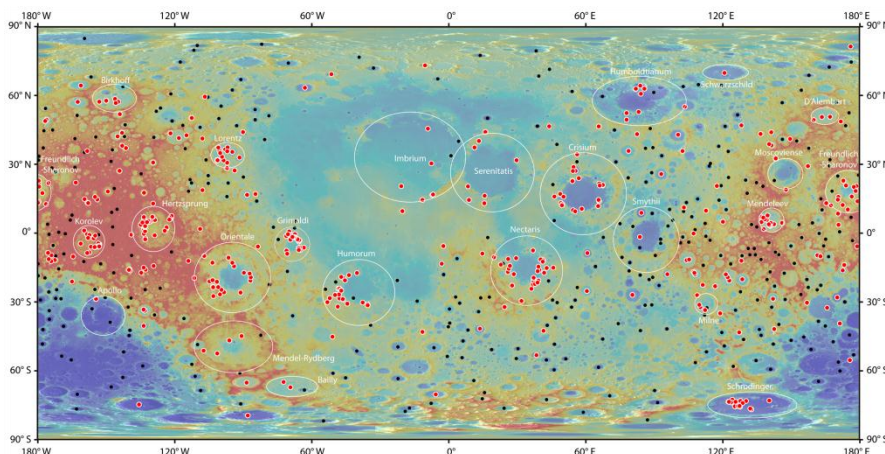 180° W 120° W 60° W 0° 60° E 120° E 180° E
90° N 90° N
Humboldtianum
60° N Birkhoff Schwarzschild 60° N
D'Alembert
Lorentz
30° N Imbrium Serenitatis Crisium Moscoviense 30° N
Freundlich Sharonov Freundlich Sharonov
Hertzsprung Mendeleev
Korolev Grimaldi Smythii
0° Orientale Nectaris 0°
Humorum
30° S Apollo Milne 30° S
Mendel-Rydberg
60° S Bailly 60° S
Schrodinger
90° S 90° S
180° W 120° W 60° W 0° 60° E 120° E 180° E